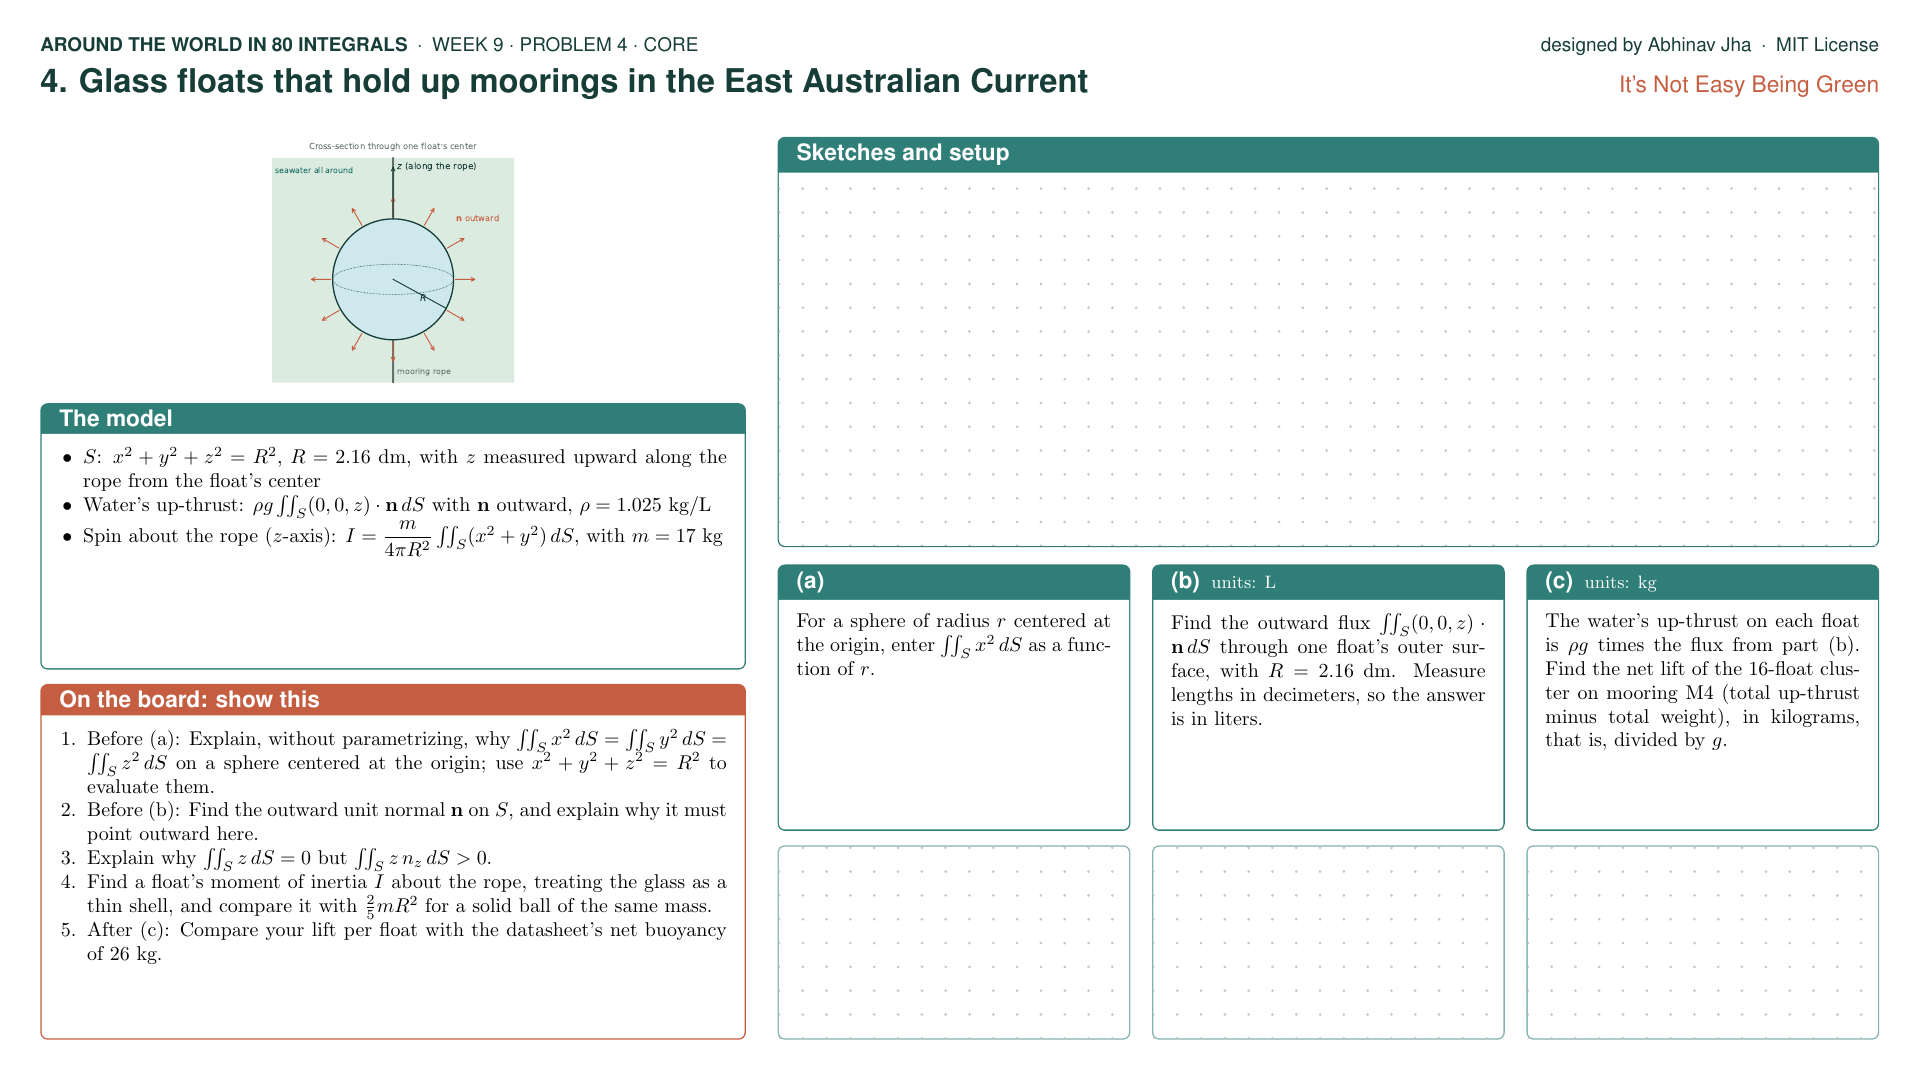 AROUND THE WORLD IN 80 INTEGRALS · WEEK 9 · PROBLEM 4 · CORE
designed by Abhinav Jha · MIT License
4. Glass floats that hold up moorings in the East Australian Current
It's Not Easy Being Green
Cross-section through one float's center
seawater all around
z (along the rope)
n outward
R
mooring rope
The model
• S: x² + y² + z² = R², R = 2.16 dm, with z measured upward along the
rope from the float's center
• Water's up-thrust: ρg ∬_S (0, 0, z) · n dS with n outward, ρ = 1.025 kg/L
• Spin about the rope (z-axis): I = m/(4πR²) ∬_S (x² + y²) dS, with m = 17 kg
On the board: show this
1. Before (a): Explain, without parametrizing, why ∬_S x² dS = ∬_S y² dS =
∬_S z² dS on a sphere centered at the origin; use x² + y² + z² = R² to
evaluate them.
2. Before (b): Find the outward unit normal n on S, and explain why it must
point outward here.
3. Explain why ∬_S z dS = 0 but ∬_S z n_z dS > 0.
4. Find a float's moment of inertia I about the rope, treating the glass as a
thin shell, and compare it with 2/5 mR² for a solid ball of the same mass.
5. After (c): Compare your lift per float with the datasheet's net buoyancy
of 26 kg.
Sketches and setup
(a)
For a sphere of radius r centered at
the origin, enter ∬_S x² dS as a func-
tion of r.
(b) units: L
Find the outward flux ∬_S (0, 0, z) ·
n dS through one float's outer sur-
face, with R = 2.16 dm. Measure
lengths in decimeters, so the answer
is in liters.
(c) units: kg
The water's up-thrust on each float
is ρg times the flux from part (b).
Find the net lift of the 16-float clus-
ter on mooring M4 (total up-thrust
minus total weight), in kilograms,
that is, divided by g.